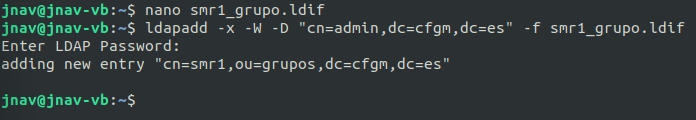 jnav@jnav-vb:~$ nano smr1_grupo.ldif
jnav@jnav-vb:~$ ldapadd -x -W -D "cn=admin,dc=cfgm,dc=es" -f smr1_grupo.ldif
Enter LDAP Password:
adding new entry "cn=smr1,ou=grupos,dc=cfgm,dc=es"
jnav@jnav-vb:~$